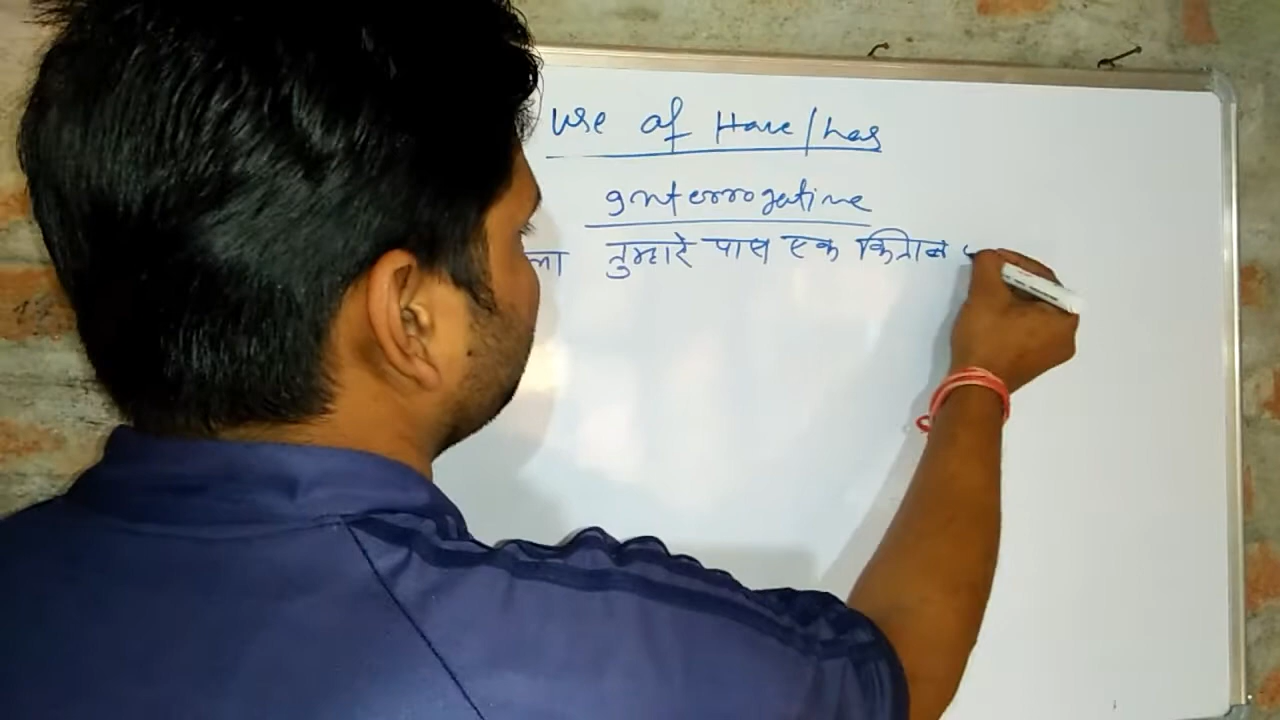 use of Have/has
Interrogative
तुम्हारे पास एक किताब